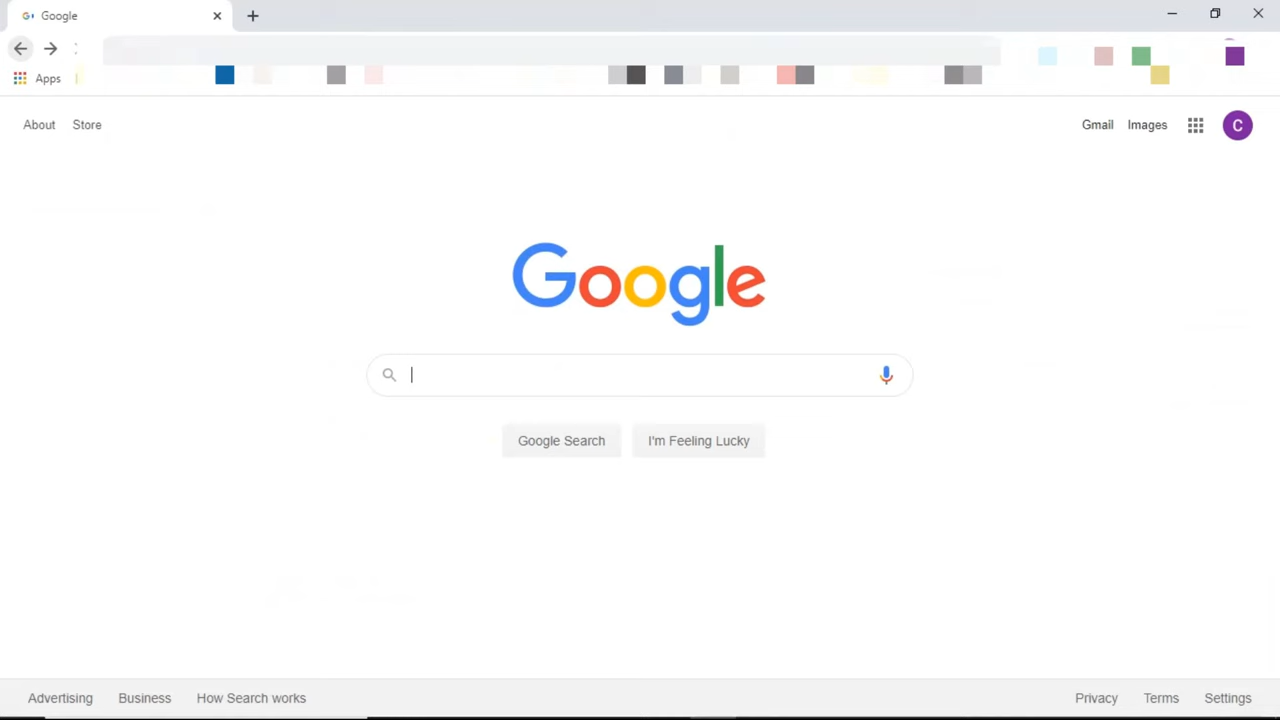 Google
Apps
About Store
Gmail Images
C
Google
Google Search I'm Feeling Lucky
Advertising Business How Search works
Privacy Terms Settings